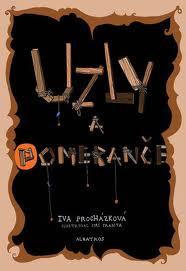 UZLY
A
POMERANČE
IVA PROCHÁZKOVÁ
ILUSTROVAL JIŘÍ FRANTA
ALBATROS